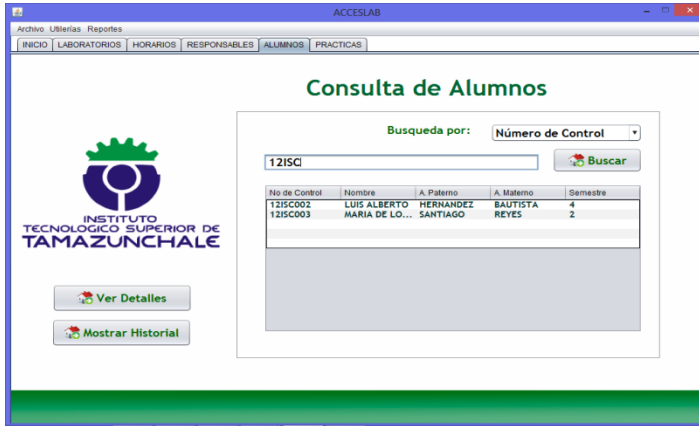 ACCESLAB
Archivo Utilerías Reportes
INICIO LABORATORIOS HORARIOS RESPONSABLES ALUMNOS PRACTICAS
Consulta de Alumnos
Busqueda por: Número de Control
12ISC Buscar
No de Control Nombre A. Paterno A. Materno Semestre
12ISC002 LUIS ALBERTO HERNANDEZ BAUTISTA 4
12ISC003 MARIA DE LO... SANTIAGO REYES 2
INSTITUTO
TECNOLOGICO SUPERIOR DE
TAMAZUNCHALE
Ver Detalles
Mostrar Historial